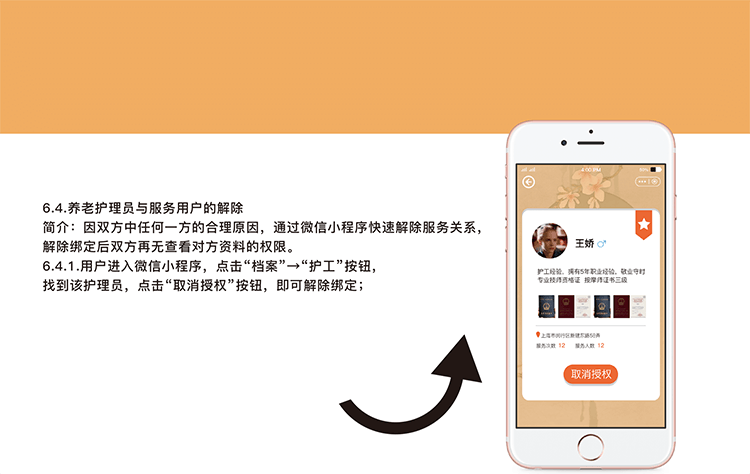 6.4.养老护理员与服务用户的解除
简介：因双方中任何一方的合理原因，通过微信小程序快速解除服务关系，
解除绑定后双方再无查看对方资料的权限。
6.4.1.用户进入微信小程序，点击“档案”→“护工”按钮，
找到该护理员，点击“取消授权”按钮，即可解除绑定；
4:00 PM
王娇
护工经验，拥有5年职业经验，敬业守时
专业技师资格证 按摩师证书三级
上海市闵行区新建东路58弄
服务次数 12 服务人数 12
取消授权